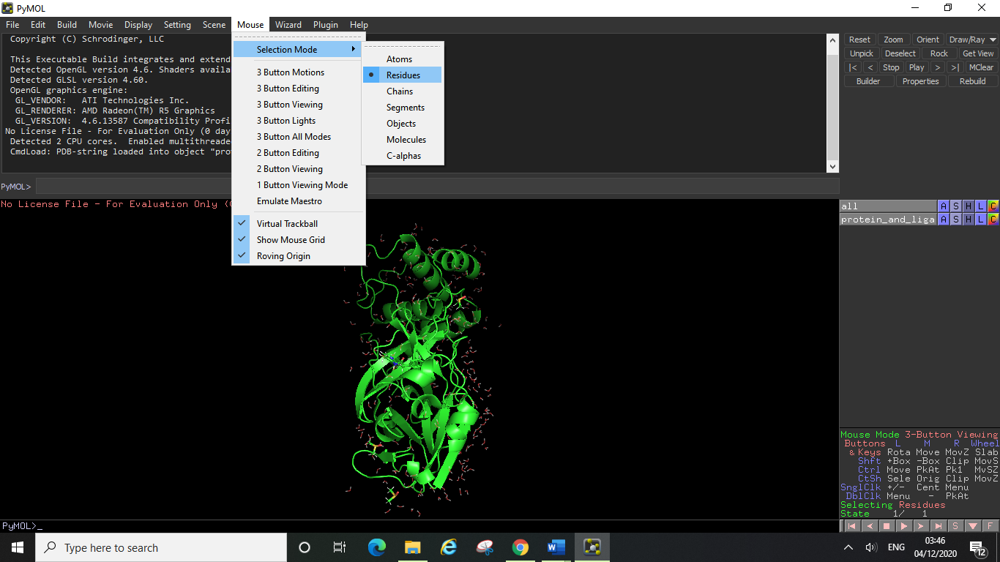 PyMOL
File Edit Build Movie Display Setting Scene Mouse Wizard Plugin Help
Copyright (C) Schrodinger, LLC
This Executable Build integrates and extend
Detected OpenGL version 4.6. Shaders availa
Detected GLSL version 4.60.
OpenGL graphics engine:
GL_VENDOR: ATI Technologies Inc.
GL_RENDERER: AMD Radeon(TM) R5 Graphics
GL_VERSION: 4.6.13587 Compatibility Profi
No License File - For Evaluation Only (0 day
Detected 2 CPU cores. Enabled multithreade
CmdLoad: PDB-string loaded into object "pro
PyMOL>
Selection Mode
3 Button Motions
3 Button Editing
3 Button Viewing
3 Button Lights
3 Button All Modes
2 Button Editing
2 Button Viewing
1 Button Viewing Mode
Emulate Maestro
Virtual Trackball
Show Mouse Grid
Roving Origin
Atoms
Residues
Chains
Segments
Objects
Molecules
C-alphas
Reset Zoom Orient Draw/Ray
Unpick Deselect Rock Get View
|< < Stop Play > >| MClear
Builder Properties Rebuild
No License File - For Evaluation Only (
all A S H L C
protein_and_liga A S H L C
Mouse Mode 3-Button Viewing
Buttons L M R Wheel
& Keys Rota Move MovZ Slab
Shft +Box -Box Clip MovS
Ctrl Move PkAt Pk1 MvSZ
CtSh Sele Orig Clip MovZ
SnglClk +/- Cent Menu
DblClk Menu - PkAt
Selecting Residues
State 1/ 1
S F
PyMOL>_
Type here to search
ENG
03:46
04/12/2020
12